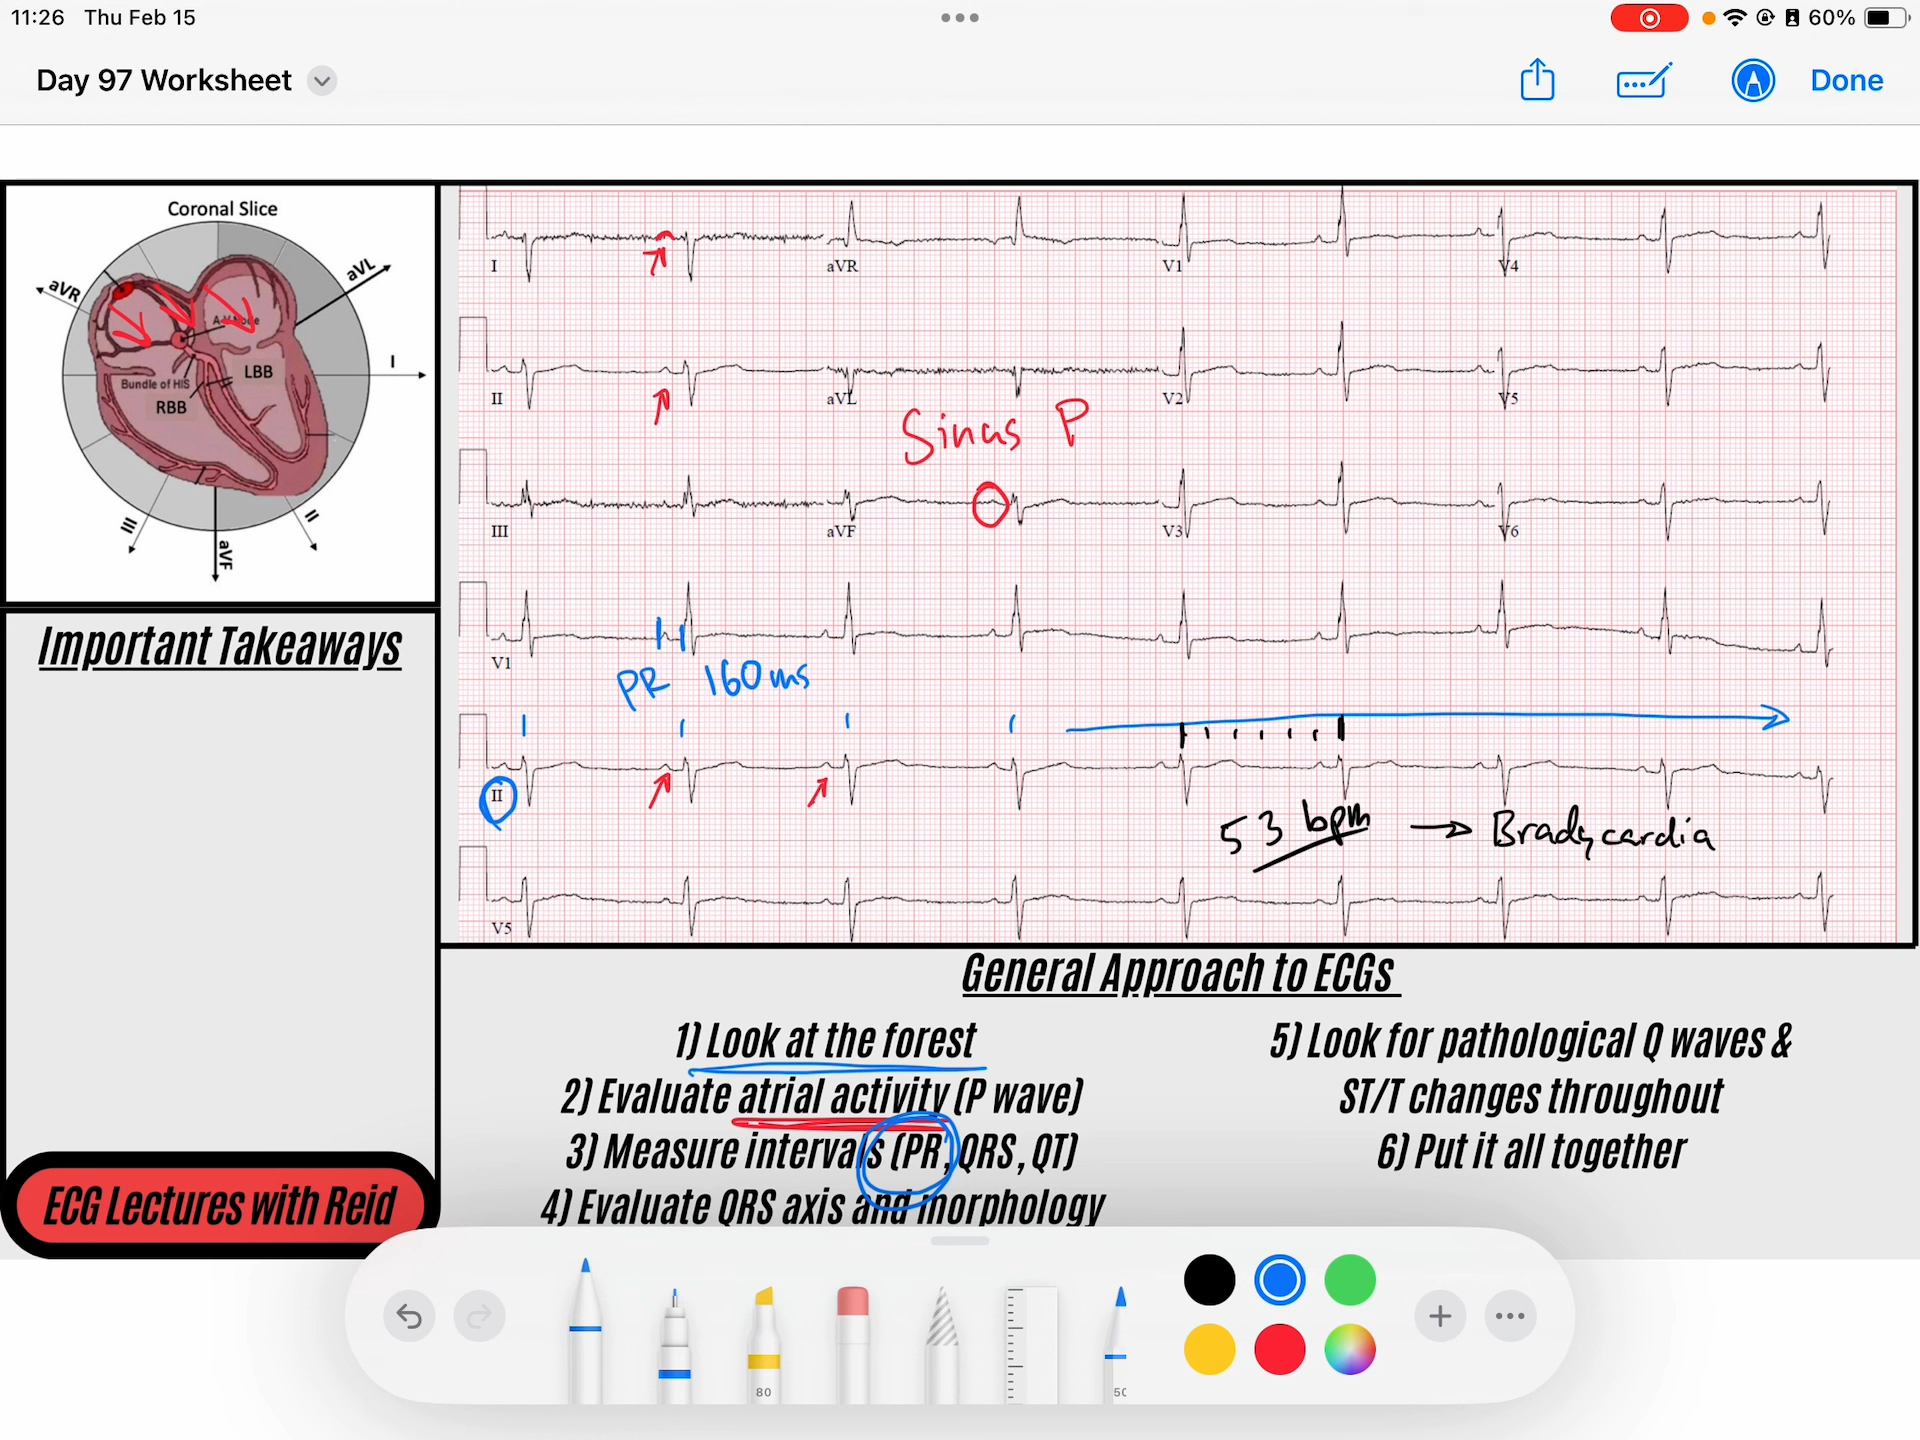 11:26 Thu Feb 15
60%
Day 97 Worksheet
Done
Coronal Slice
aVR
aVL
I
A-V Node
Bundle of HIS
LBB
RBB
III
aVF
II
I
aVR
V1
V4
II
aVL
V2
V5
Sinus P
III
aVF
V3
V6
V1
PR 160ms
II
53 bpm → Bradycardia
V5
Important Takeaways
ECG Lectures with Reid
General Approach to ECGs
1) Look at the forest
2) Evaluate atrial activity (P wave)
3) Measure intervals (PR, QRS, QT)
4) Evaluate QRS axis and morphology
5) Look for pathological Q waves &
ST/T changes throughout
6) Put it all together
80
50